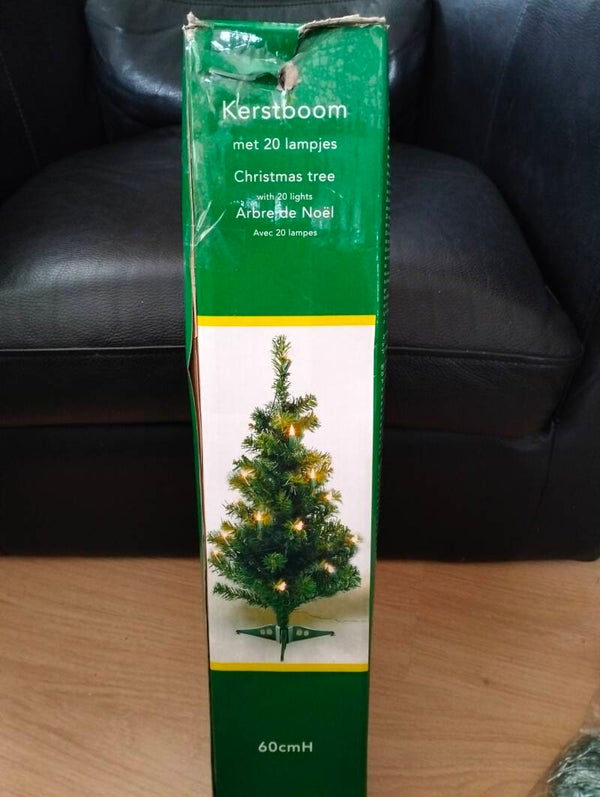 Kerstboom
met 20 lampjes
Christmas tree
with 20 lights
Arbre de Noël
Avec 20 lampes
60cmH